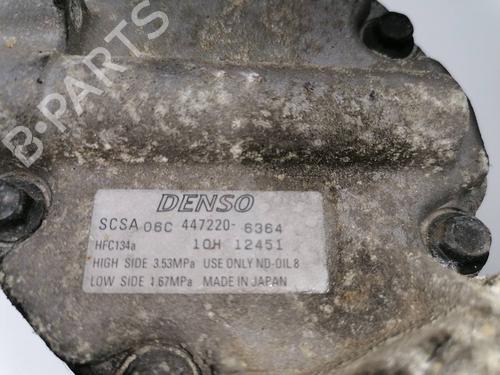 B-PARTS
DENSO
SCSA 06C 447220-6364
HFC134a 10H 12451
HIGH SIDE 3.53MPa USE ONLY ND-OIL 8
LOW SIDE 1.67MPa MADE IN JAPAN